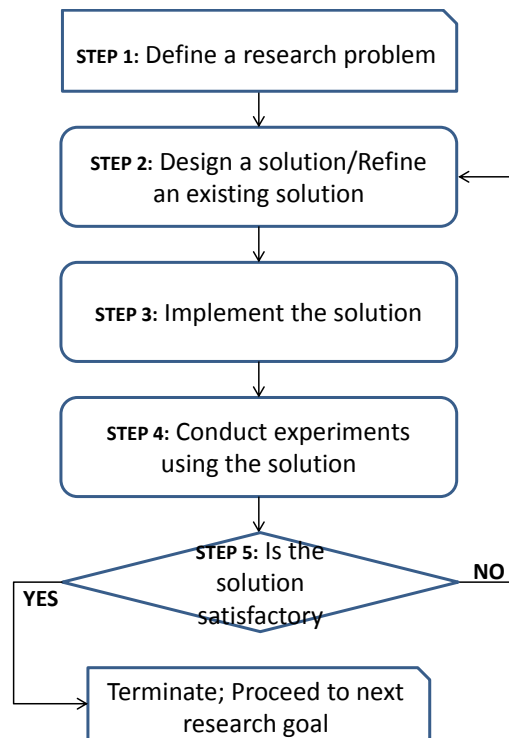 STEP 1: Define a research problem
STEP 2: Design a solution/Refine
an existing solution
STEP 3: Implement the solution
STEP 4: Conduct experiments
using the solution
STEP 5: Is the
solution
satisfactory
YES
NO
Terminate; Proceed to next
research goal